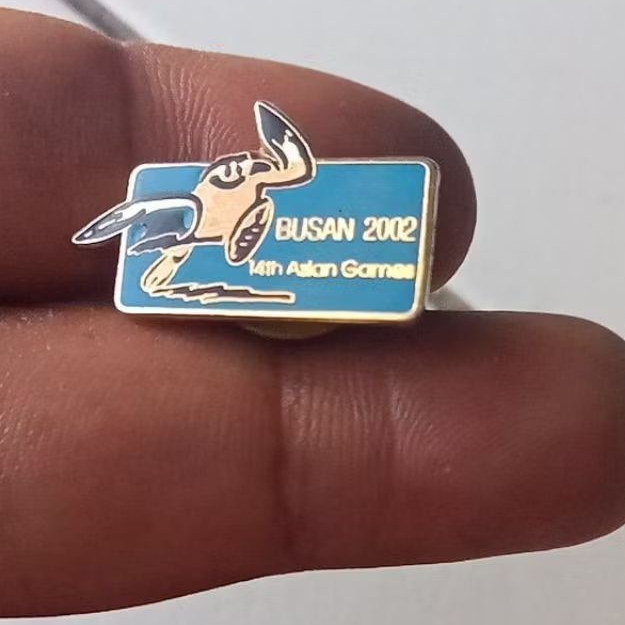 BUSAN 2002
14th Asian Games